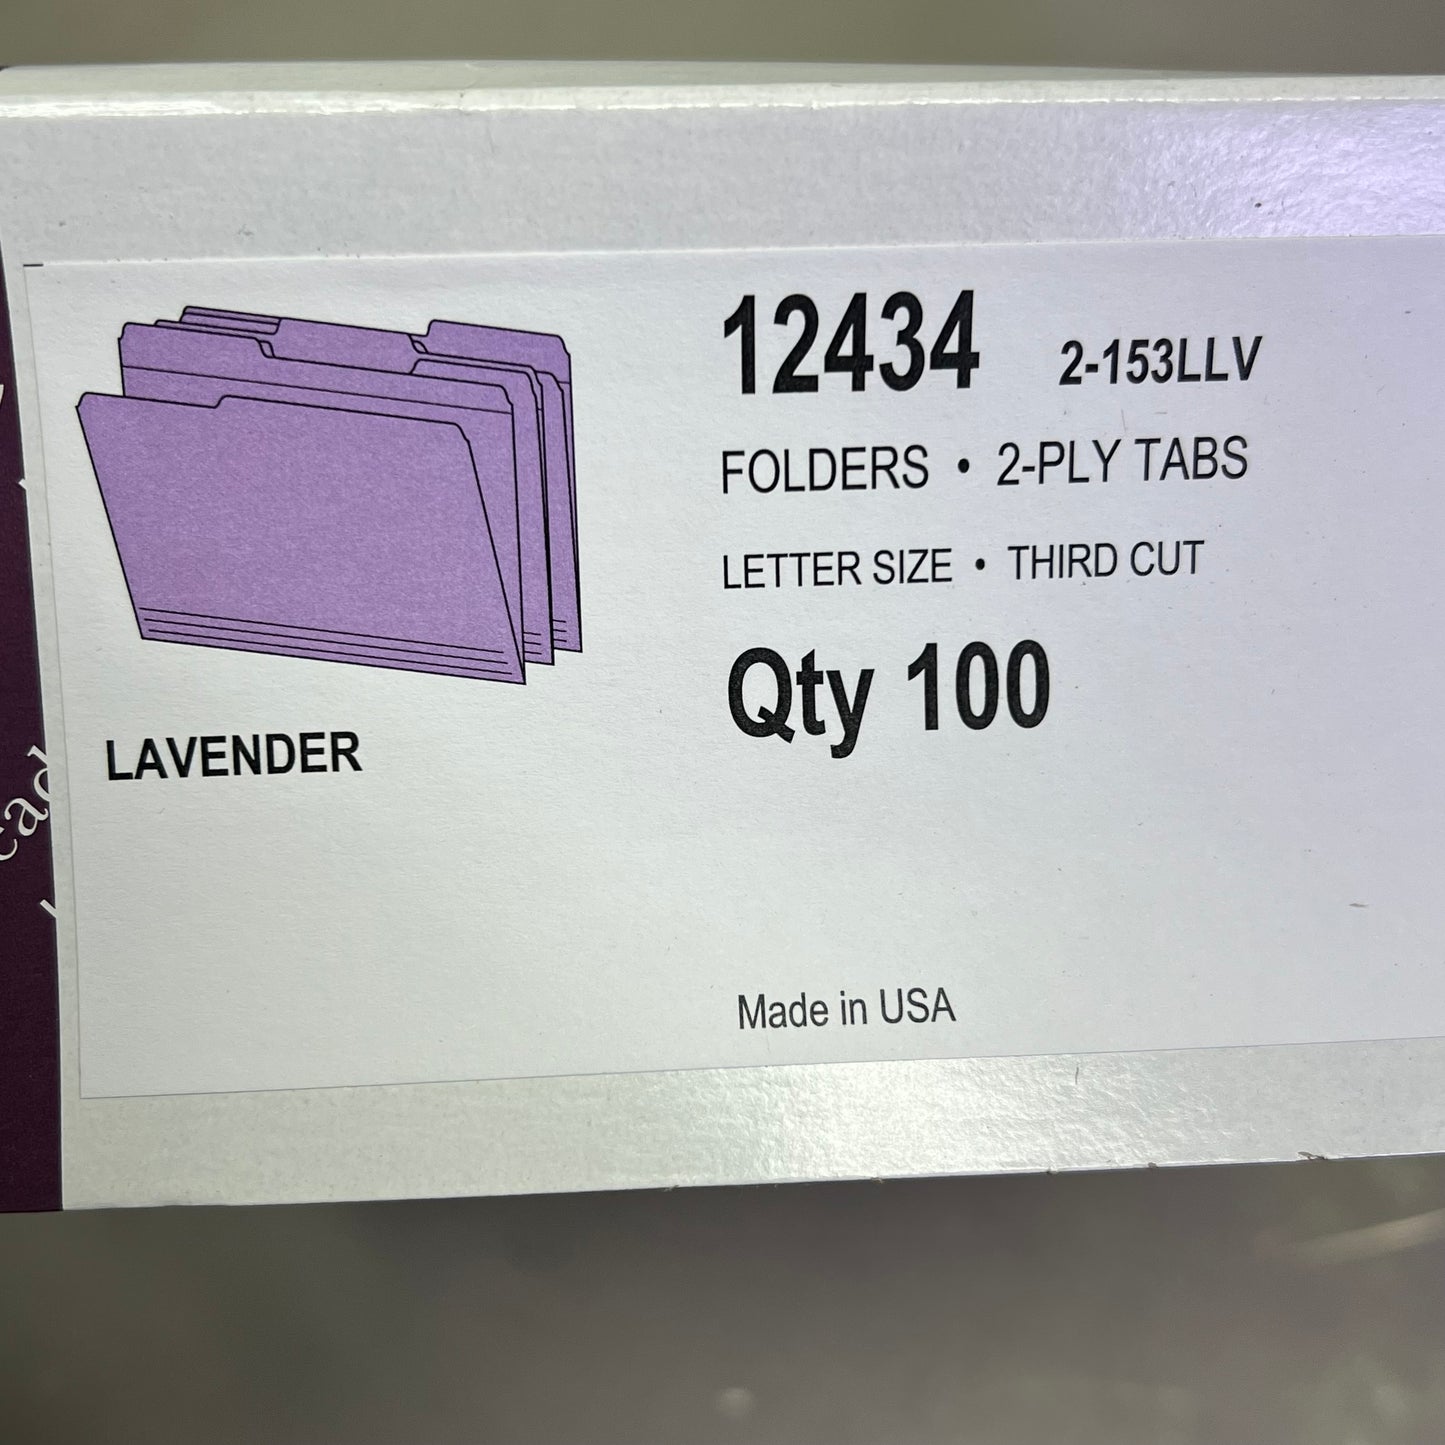 12434 2-153LLV
FOLDERS • 2-PLY TABS
LETTER SIZE • THIRD CUT
Qty 100
LAVENDER
Made in USA